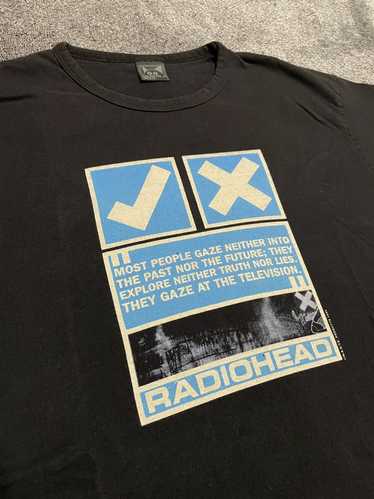 "MOST PEOPLE GAZE NEITHER INTO
THE PAST NOR THE FUTURE; THEY
EXPLORE NEITHER TRUTH NOR LIES.
THEY GAZE AT THE TELEVISION."
RADIOHEAD